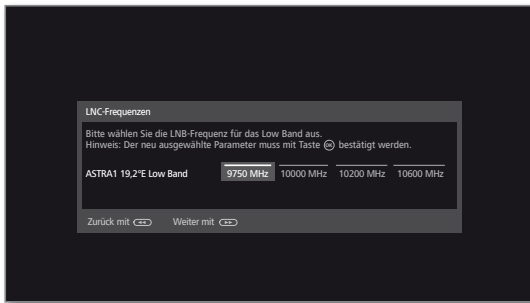 LNC-Frequenzen
Bitte wählen Sie die LNB-Frequenz für das Low Band aus.
Hinweis: Der neu ausgewählte Parameter muss mit Taste OK bestätigt werden.
ASTRA1 19,2°E Low Band 9750 MHz 10000 MHz 10200 MHz 10600 MHz
Zurück mit ◄◄ Weiter mit ►►